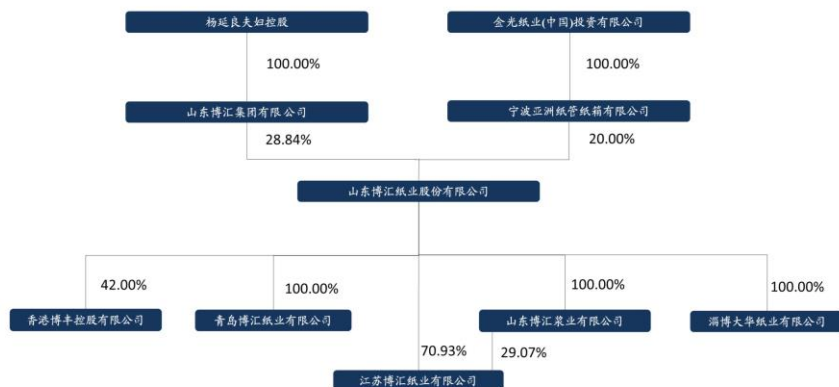 杨延良夫妇控股
金光纸业(中国)投资有限公司
100.00%
100.00%
山东博汇集团有限公司
宁波亚洲纸管纸箱有限公司
28.84%
20.00%
山东博汇纸业股份有限公司
42.00%
100.00%
100.00%
100.00%
香港博丰控股有限公司
青岛博汇纸业有限公司
山东博汇浆业有限公司
淄博大华纸业有限公司
70.93%
29.07%
江苏博汇纸业有限公司